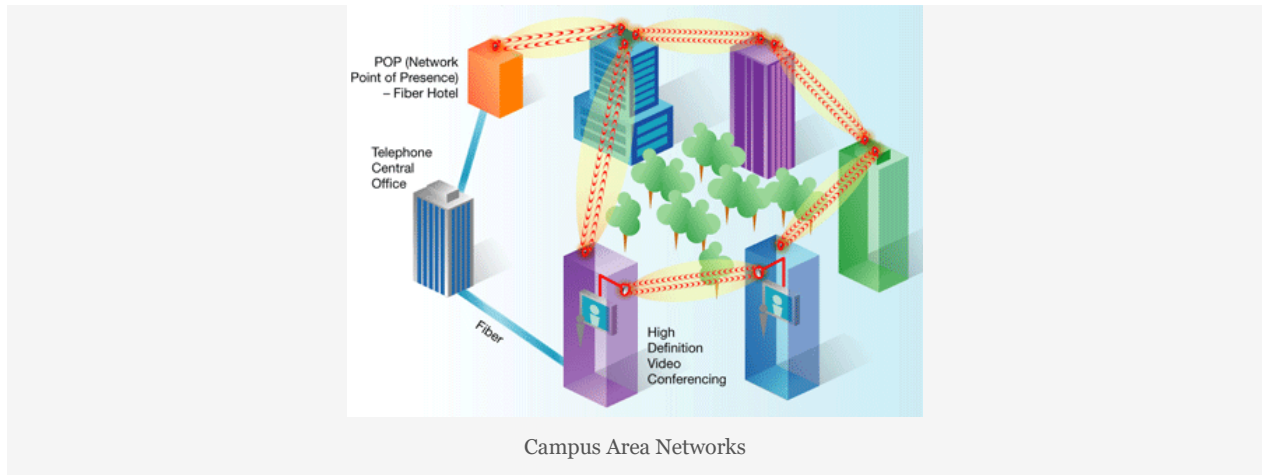 POP (Network
Point of Presence)
– Fiber Hotel
Telephone
Central
Office
Fiber
High
Definition
Video
Conferencing
Campus Area Networks